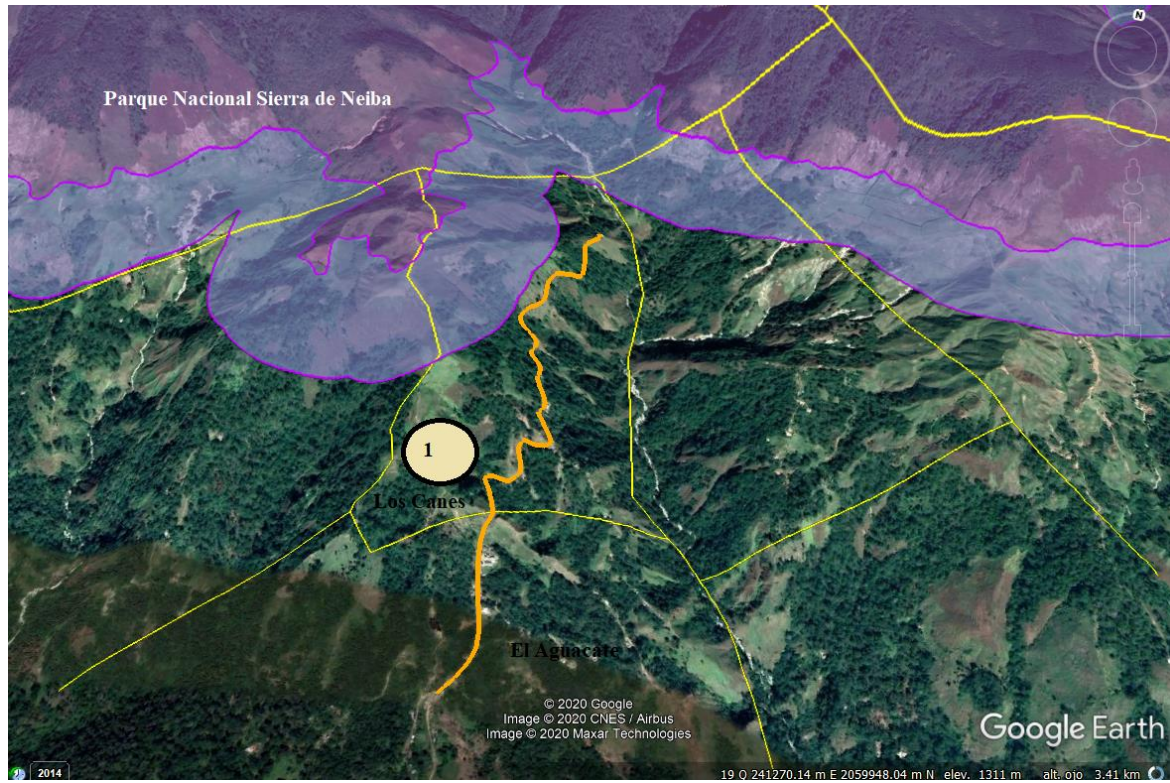 N
Parque Nacional Sierra de Neiba
1
Los Canes
El Aguacate
© 2020 Google
Image © 2020 CNES / Airbus
Image © 2020 Maxar Technologies
Google Earth
2014
19 Q 241270.14 m E 2059948.04 m N elev. 1311 m alt. ojo 3.41 km